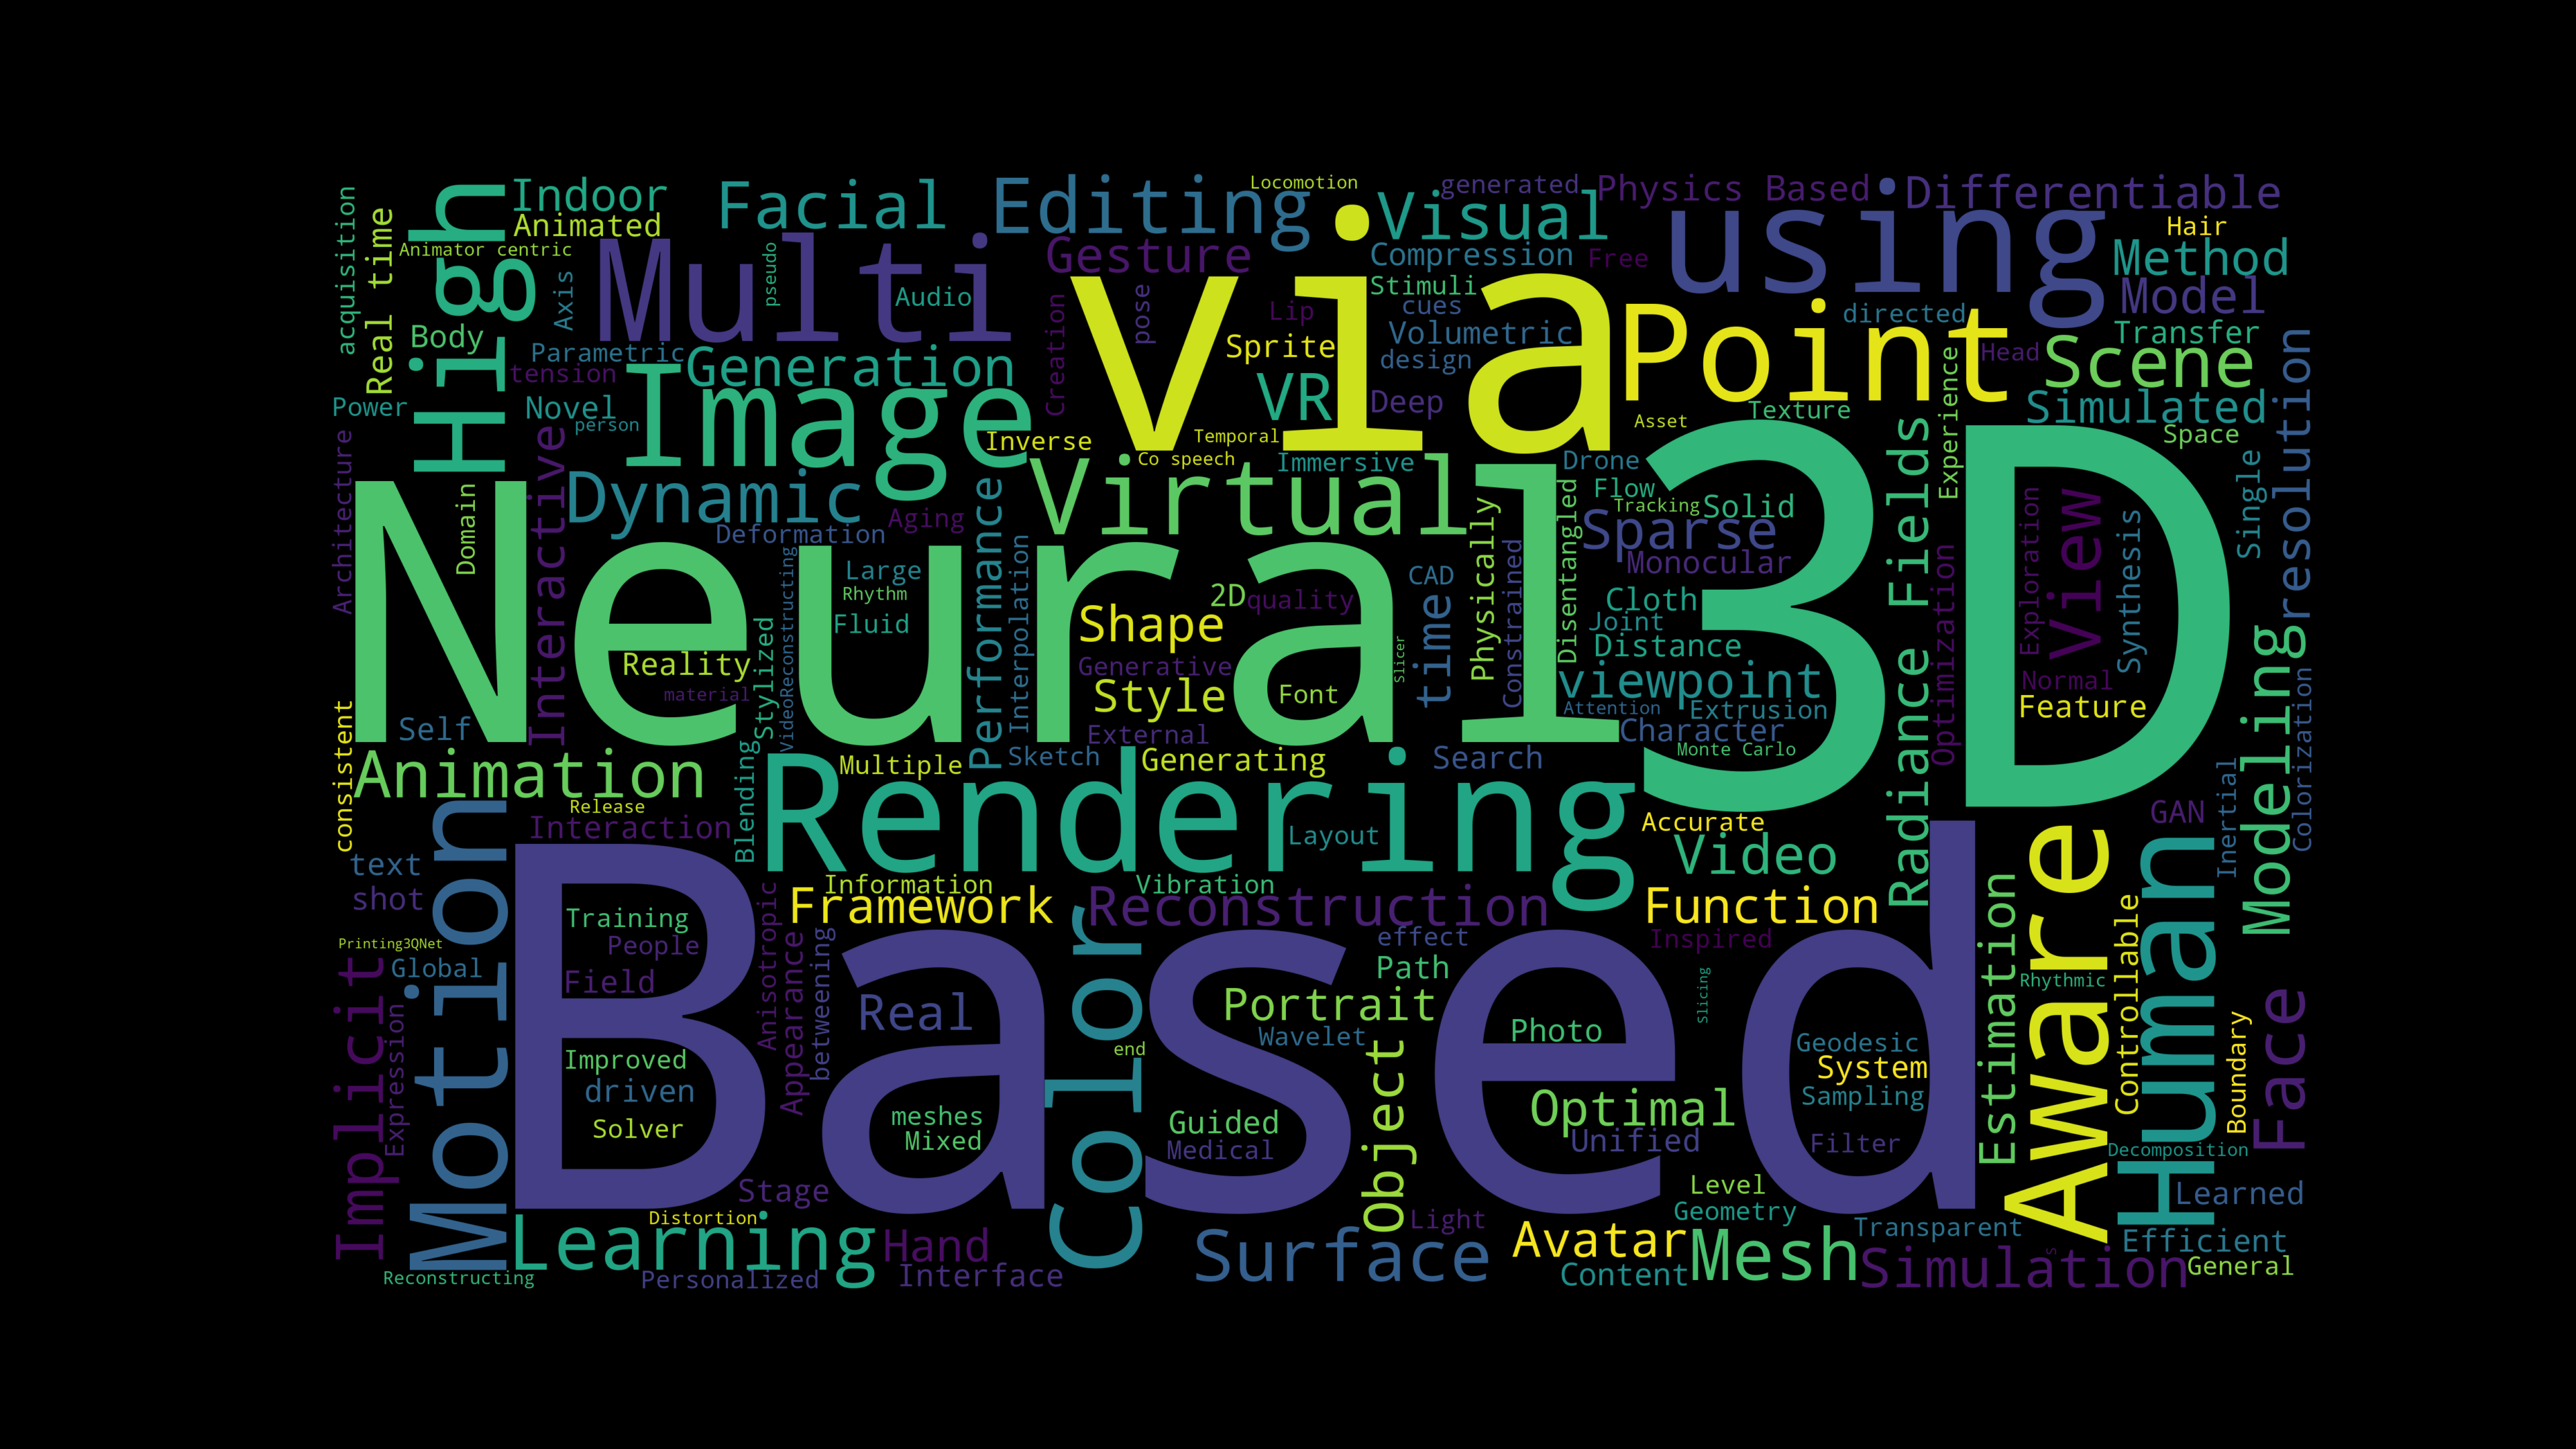 Locomotion
generated
Physics Based
Differentiable
Indoor
Facial
Editing
Visual
using
Hair
acquisition
Real time
High
Animated
Animator centric
Multi
Gesture
Compression
Free
Method
Axis
pseudo
Audio
via
Stimuli
Model
Body
pose
Lip
cues
Point
directed
Transfer
Parametric
Creation
Sprite
Volumetric
Head
Scene
tension
Generation
design
Experience
resolution
Power
Novel
Image
VR
Deep
Texture
Simulated
person
Inverse
Temporal
Asset
Space
Architecture
Interactive
Co speech
Immersive
Drone
Radiance Fields
Single
Domain
Dynamic
Virtual
Flow
Tracking
Solid
3D
Neural
Deformation
Aging
Performance
Physically
Disentangled
Sparse
Exploration
View
Synthesis
Large
Rhythm
Fluid
Interpolation
2D
quality
CAD
time
Constrained
Monocular
Cloth
Joint
Distance
Optimization
Modeling
VideoReconstructing
Stylized
Reality
material
Shape
Generative
Style
Font
Slicer
viewpoint
Attention
Extrusion
Normal
Feature
Colorization
consistent
Self
External
Character
Animation
Blending
Multiple
Sketch
Generating
Search
Monte Carlo
Release
Interaction
Rendering
Layout
Accurate
Video
GAN
Inertial
text
shot
Motion
Information
Framework
Vibration
Reconstruction
Function
Aware
Human
Training
People
Anisotropic
Appearance
betweening
Color
effect
Inspired
Estimation
Controllable
Printing3QNet
Global
Implicit
Expression
Field
Based
Real
Path
Portrait
Wavelet
Slicing
Photo
Rhythmic
Face
Boundary
Improved
driven
Solver
end
Object
Geodesic
System
Sampling
meshes
Mixed
Guided
Medical
Optimal
Unified
Filter
Decomposition
Stage
Level
Geometry
Learned
Distortion
Learning
Hand
Surface
Light
Avatar
Mesh
Transparent
Efficient
Reconstructing
Personalized
Interface
Content
Simulation
s
General